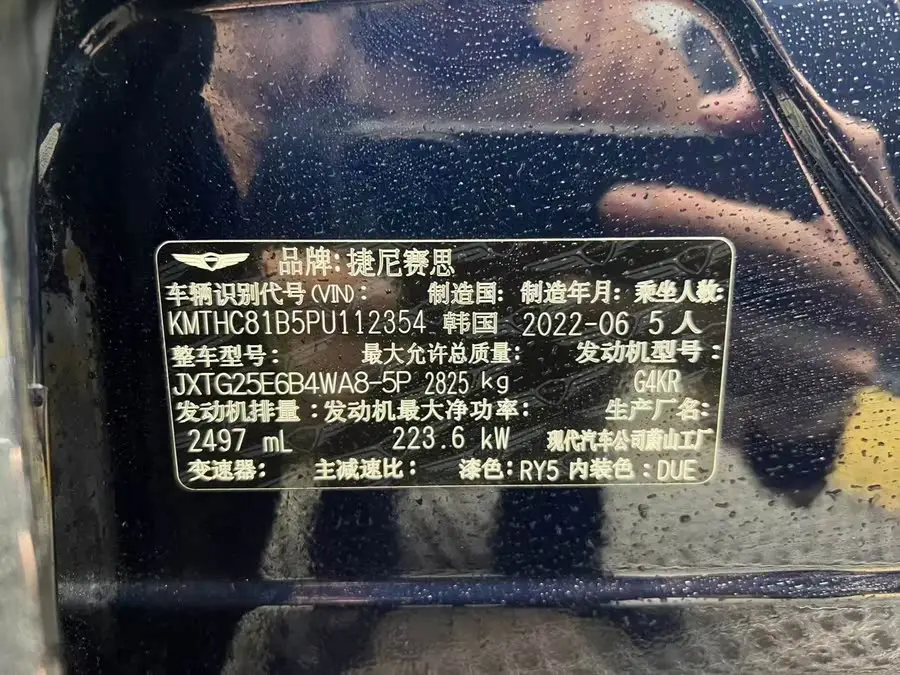 品牌:捷尼赛思
车辆识别代号(VIN): 制造国: 制造年月: 乘坐人数:
KMTHC81B5PU112354 韩国 2022-06 5人
整车型号: 最大允许总质量: 发动机型号:
JXTG25E6B4WA8-5P 2825 kg G4KR
发动机排量:发动机最大净功率: 生产厂名:
2497 mL 223.6 kW 现代汽车公司蔚山工厂
变速器: 主减速比: 漆色:RY5 内装色:DUE